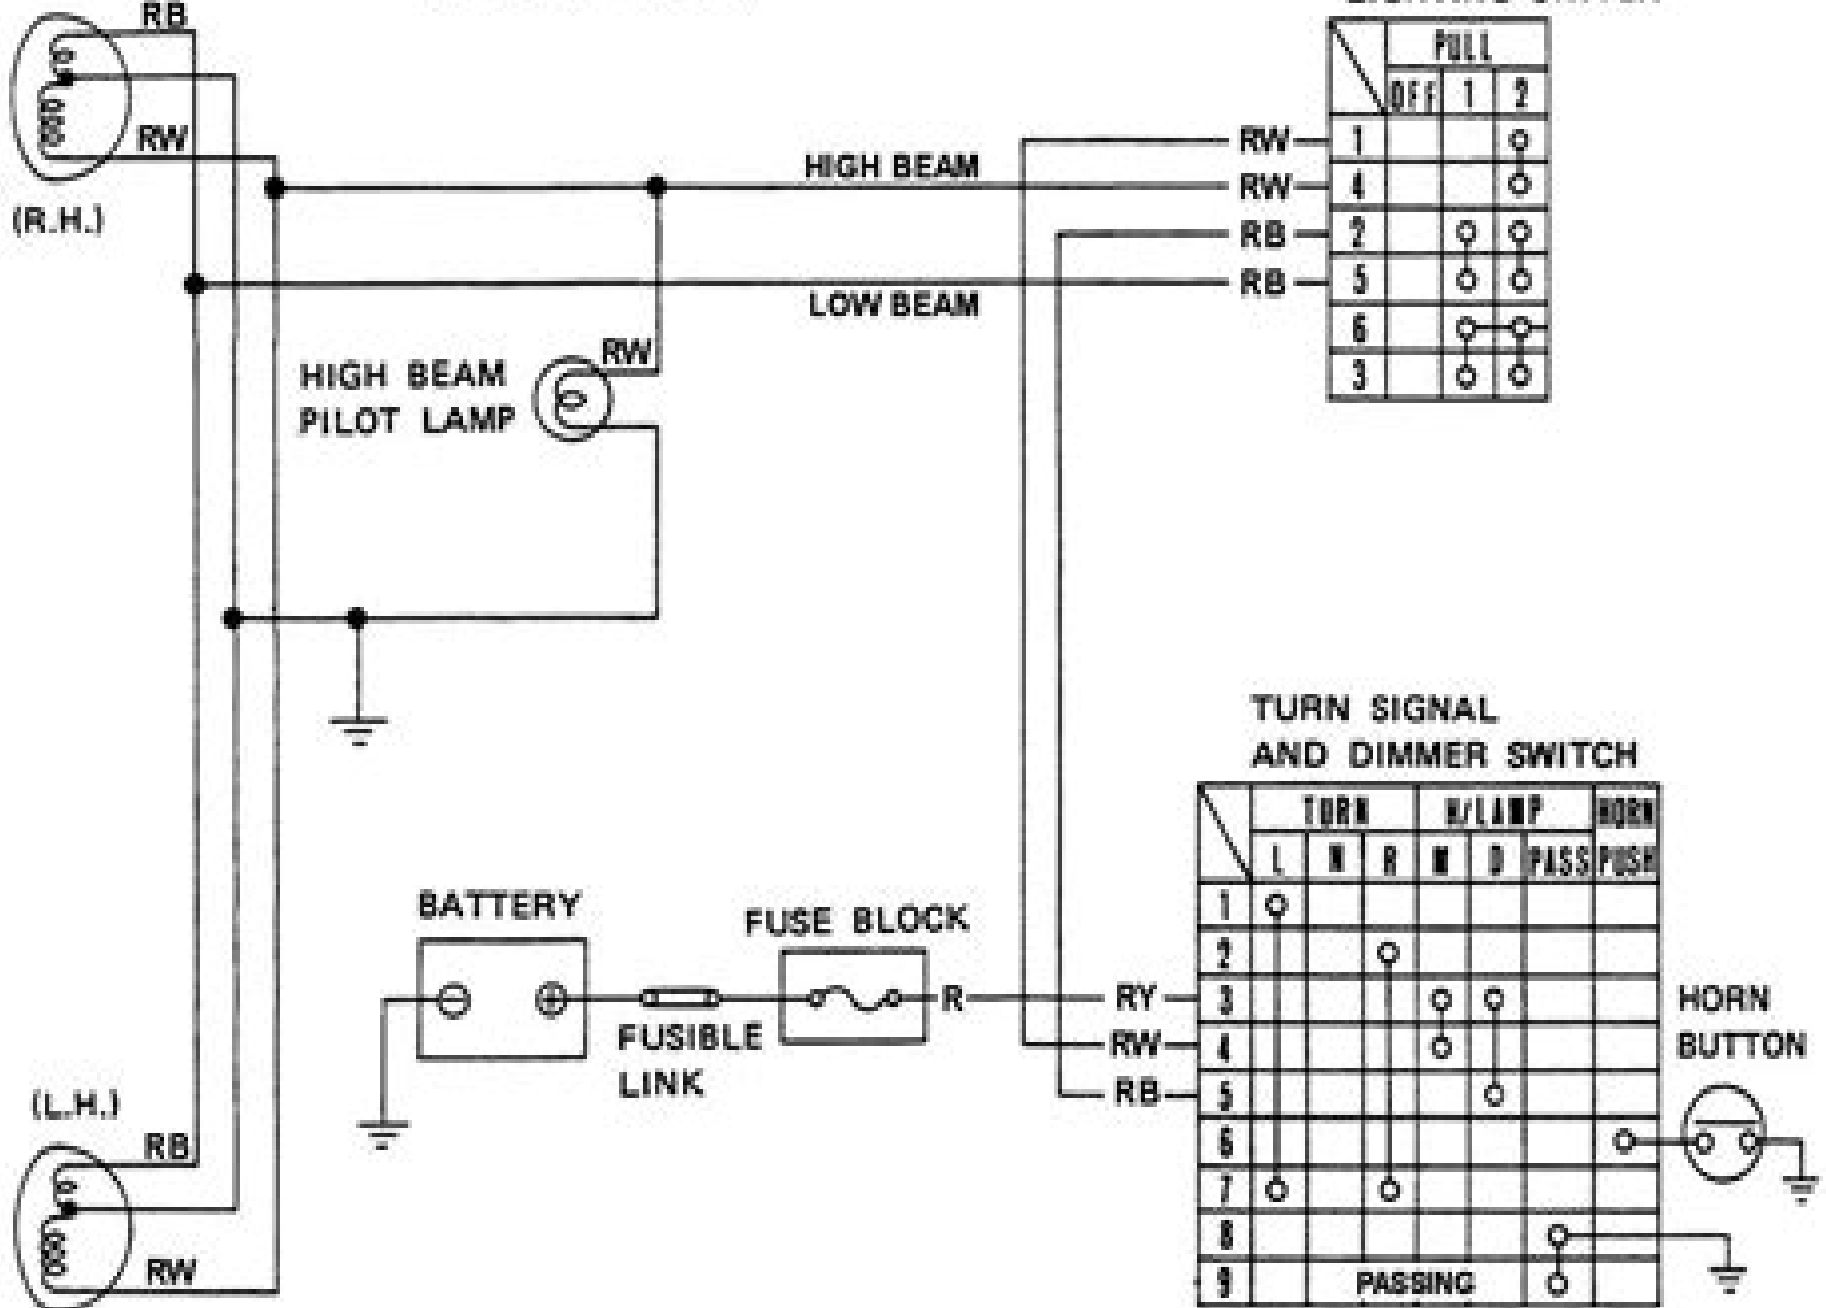 RB
RW
(R.H.)
HIGH BEAM
LOW BEAM
HIGH BEAM
PILOT LAMP
RW
PULL
OFF 1 2
RW 1
RW 4
RB 2
RB 5
6
3
TURN SIGNAL
AND DIMMER SWITCH
TURN H/LAMP HORN
L N R M D PASS PUSH
1
2
RY 3
RW 4
RB 5
6
7
8
9 PASSING
HORN
BUTTON
BATTERY
FUSE BLOCK
R
FUSIBLE
LINK
(L.H.)
RB
RW